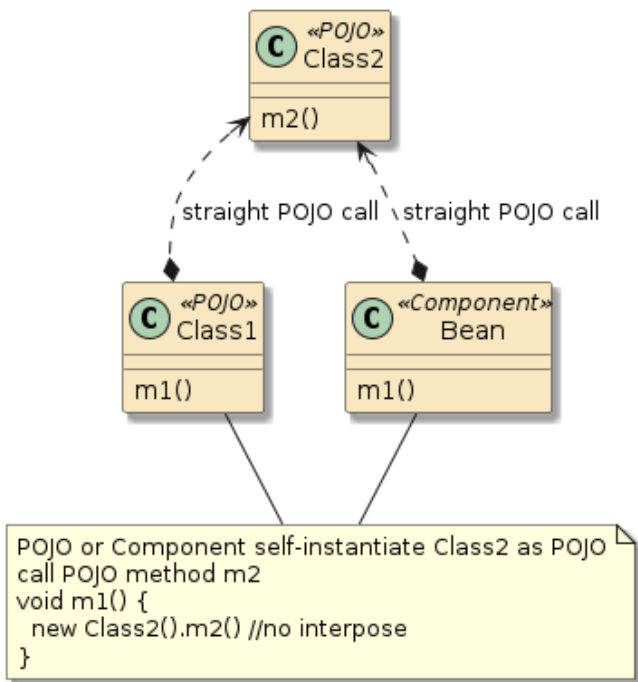 C «POJO»
Class2
m2()
straight POJO call straight POJO call
C «POJO» C «Component»
Class1 Bean
m1() m1()
POJO or Component self-instantiate Class2 as POJO
call POJO method m2
void m1() {
new Class2().m2() //no interpose
}